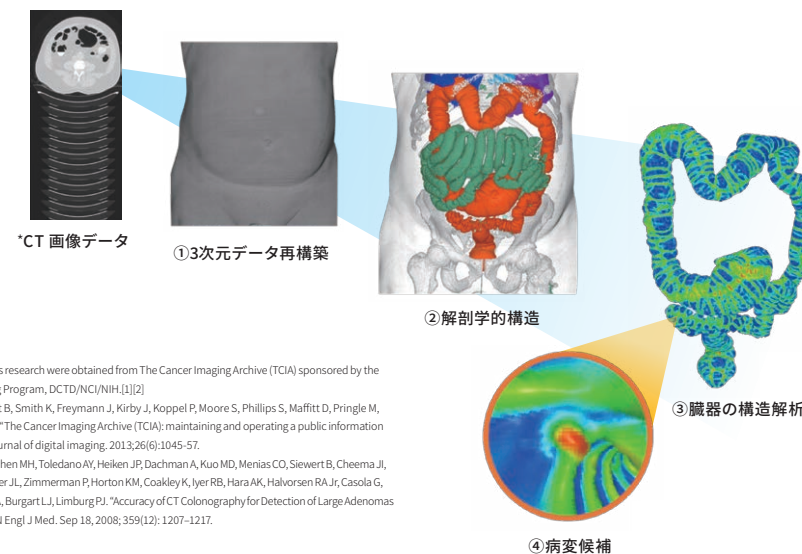 *CT 画像データ
①3次元データ再構築
②解剖学的構造
③臓器の構造解析
④病変候補
s research were obtained from The Cancer Imaging Archive (TCIA) sponsored by the
g Program, DCTD/NCI/NIH.[1][2]
t B, Smith K, Freymann J, Kirby J, Koppel P, Moore S, Phillips S, Maffitt D, Pringle M,
"The Cancer Imaging Archive (TCIA): maintaining and operating a public information
urnal of digital imaging. 2013;26(6):1045-57.
hen MH, Toledano AY, Heiken JP, Dachman A, Kuo MD, Menias CO, Siewert B, Cheema JI,
er JL, Zimmerman P, Horton KM, Coakley K, Iyer RB, Hara AK, Halvorsen RA Jr, Casola G,
, Burgart LJ, Limburg PJ. "Accuracy of CT Colonography for Detection of Large Adenomas
N Engl J Med. Sep 18, 2008; 359(12): 1207–1217.